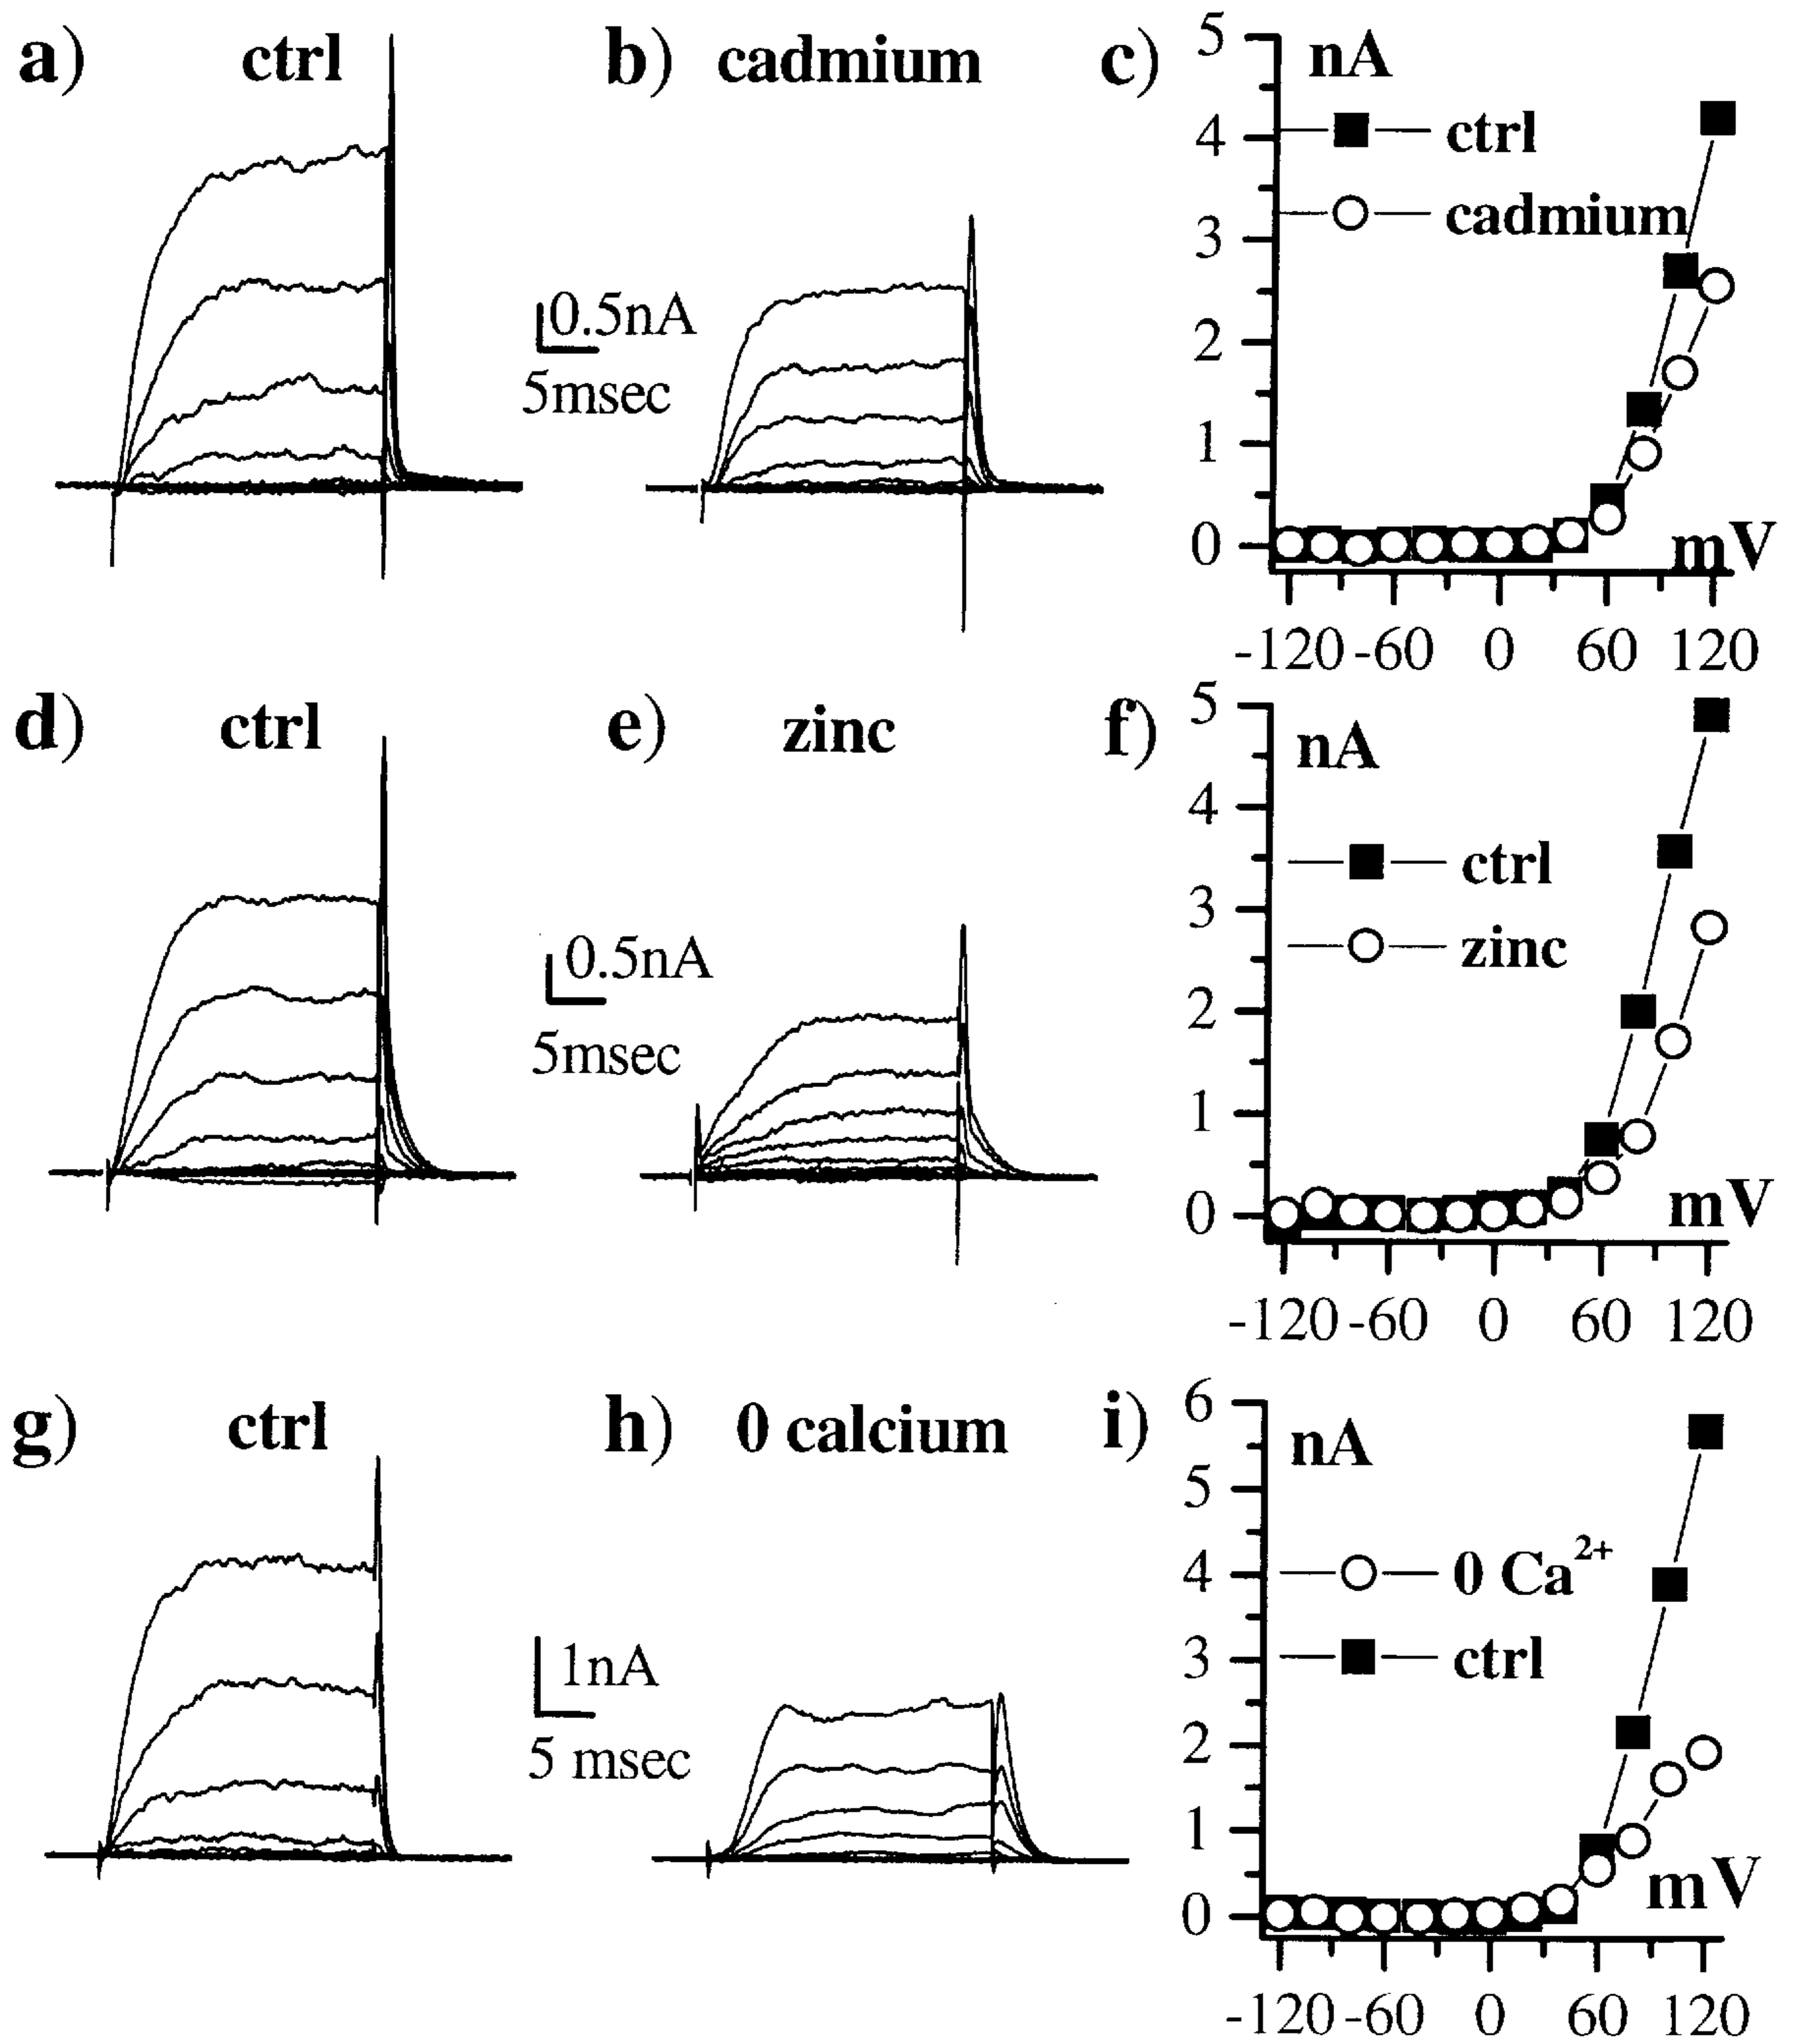 a) ctrl
b) cadmium
0.5nA
5msec
c)
nA
ctrl
cadmium
5
4
3
2
1
0
mV
-120 -60 0 60 120
d) ctrl
e) zinc
0.5nA
5msec
f)
nA
ctrl
zinc
5
4
3
2
1
0
mV
-120 -60 0 60 120
g) ctrl
h) 0 calcium
1nA
5 msec
i)
nA
0 Ca²⁺
ctrl
6
5
4
3
2
1
0
mV
-120 -60 0 60 120